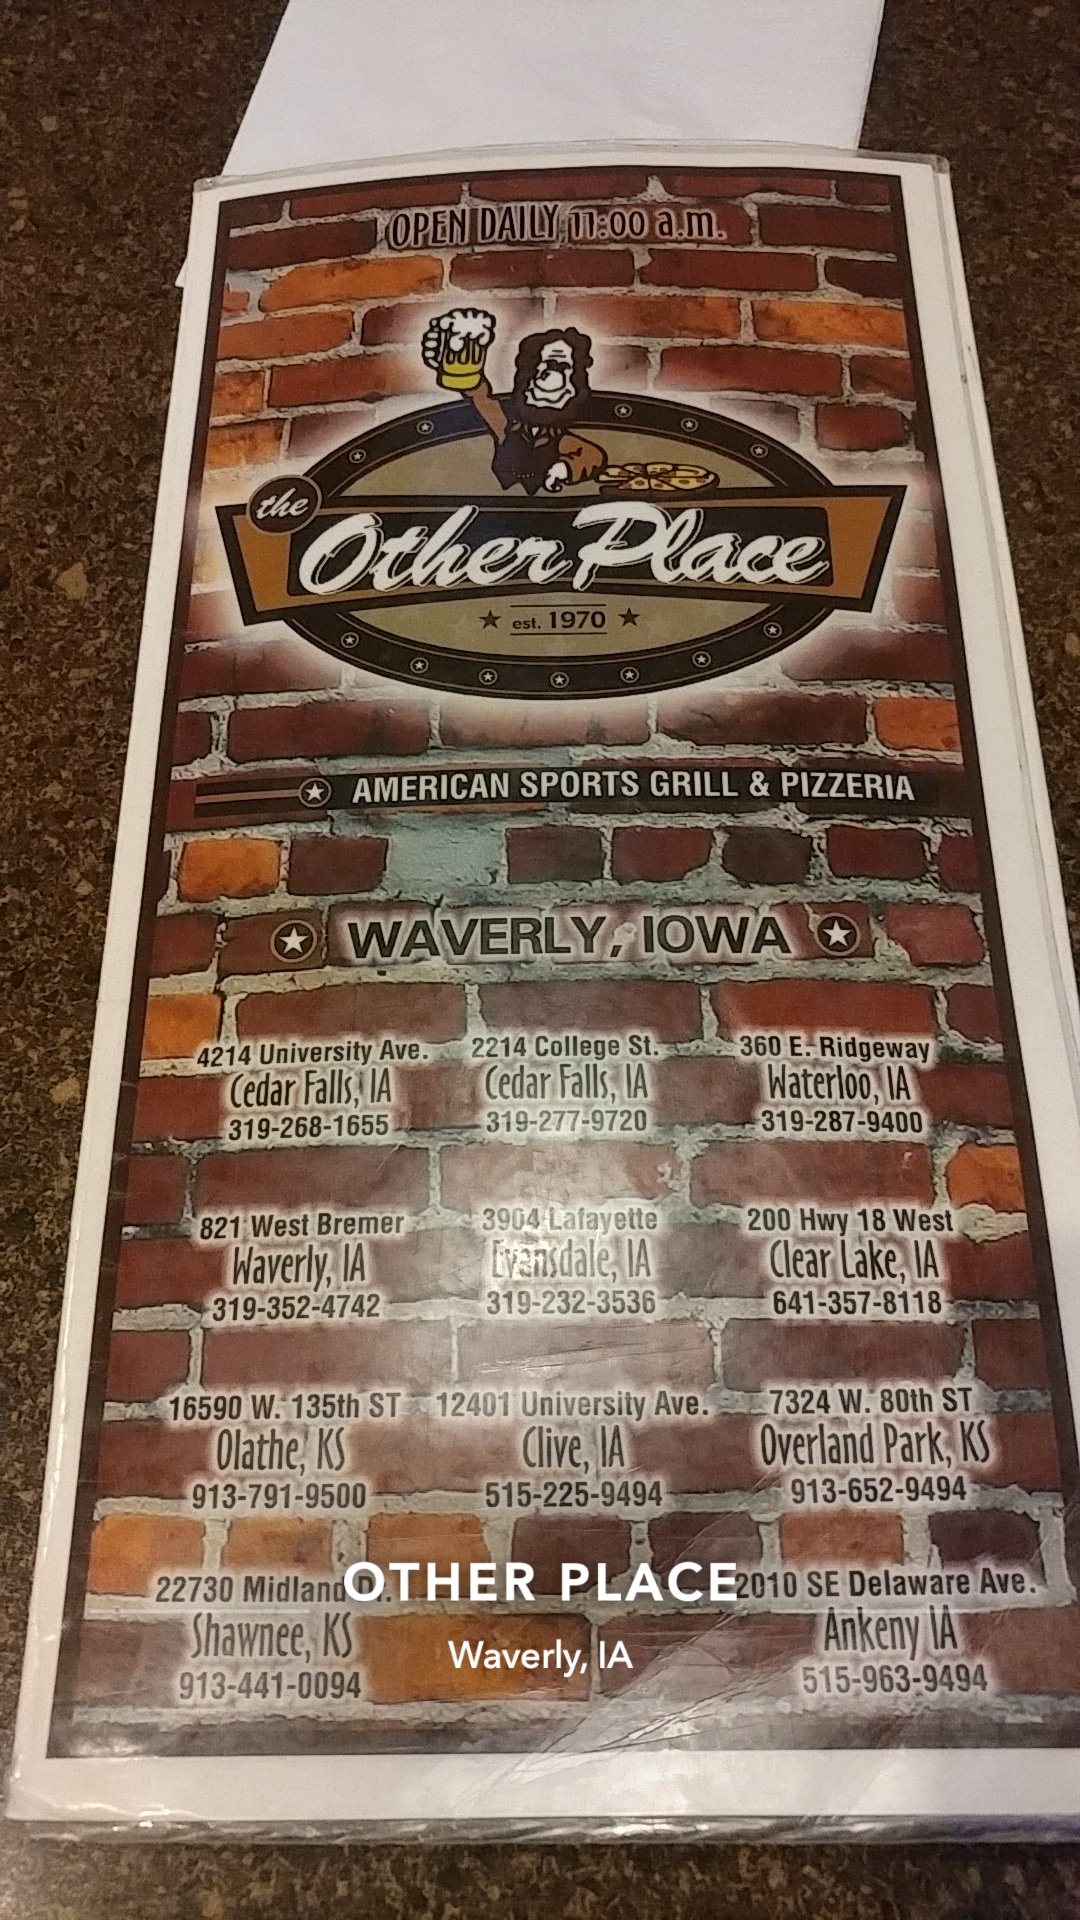 OPEN DAILY 11:00 a.m.
the
Other Place
est. 1970
AMERICAN SPORTS GRILL & PIZZERIA
WAVERLY, IOWA
4214 University Ave.
Cedar Falls, IA
319-268-1655
2214 College St.
Cedar Falls, IA
319-277-9720
360 E. Ridgeway
Waterloo, IA
319-287-9400
821 West Bremer
Waverly, IA
319-352-4742
3904 Lafayette
Evansdale, IA
319-232-3536
200 Hwy 18 West
Clear Lake, IA
641-357-8118
16590 W. 135th ST
Olathe, KS
913-791-9500
12401 University Ave.
Clive, IA
515-225-9494
7324 W. 80th ST
Overland Park, KS
913-652-9494
22730 Midland
Shawnee, KS
913-441-0094
2010 SE Delaware Ave.
Ankeny IA
515-963-9494
OTHER PLACE
Waverly, IA